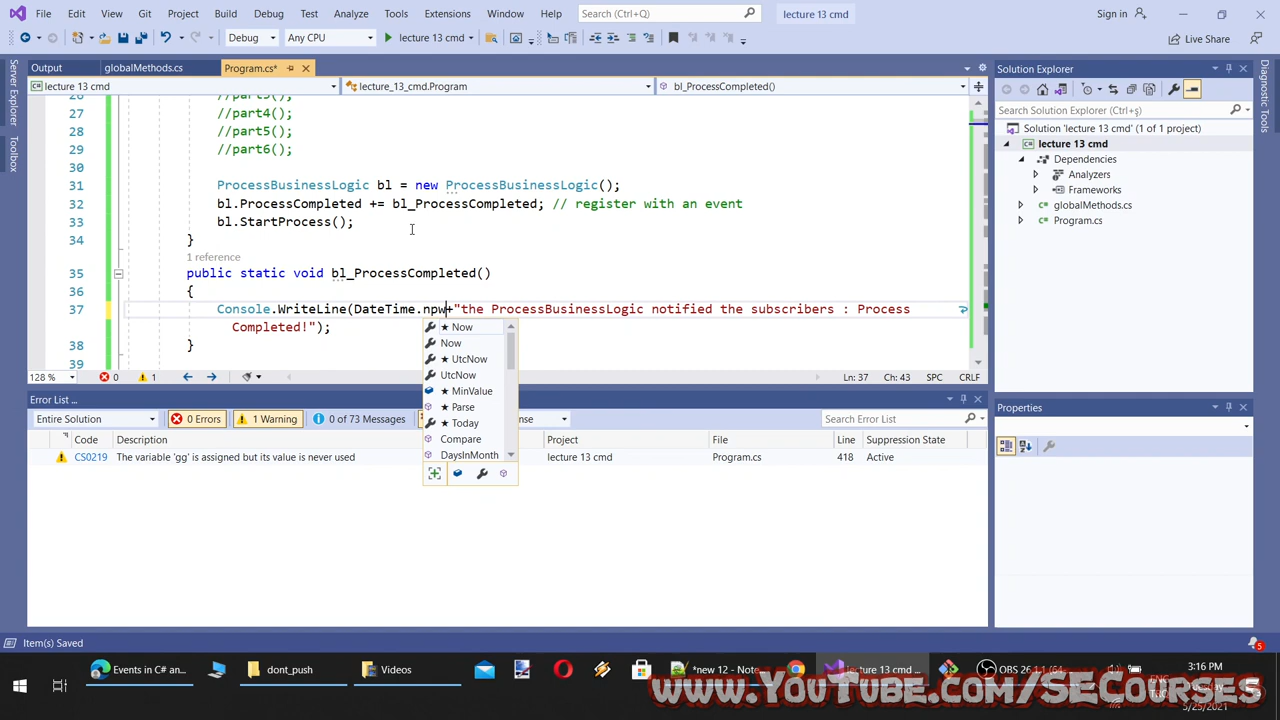 File Edit View Git Project Build Debug Test Analyze Tools Extensions Window Help Search (Ctrl+Q) lecture 13 cmd Sign in
Debug Any CPU lecture 13 cmd Live Share
Server Explorer
Toolbox
Output globalMethods.cs Program.cs*
lecture 13 cmd lecture_13_cmd.Program bl_ProcessCompleted()
26 //part3();
27 //part4();
28 //part5();
29 //part6();
30
31 ProcessBusinessLogic bl = new ProcessBusinessLogic();
32 bl.ProcessCompleted += bl_ProcessCompleted; // register with an event
33 bl.StartProcess();
34 }
1 reference
35 public static void bl_ProcessCompleted()
36 {
37 Console.WriteLine(DateTime.npw+"the ProcessBusinessLogic notified the subscribers : Process
Completed!");
38 }
39
★ Now
Now
★ UtcNow
UtcNow
★ MinValue
★ Parse
★ Today
Compare
DaysInMonth
128 % 0 1 Ln: 37 Ch: 43 SPC CRLF
Error List ...
Entire Solution 0 Errors 1 Warning 0 of 73 Messages Search Error List
Code Description Project File Line Suppression State
CS0219 The variable 'gg' is assigned but its value is never used lecture 13 cmd Program.cs 418 Active
Solution Explorer
Search Solution Explorer (Ctrl+ş)
Solution 'lecture 13 cmd' (1 of 1 project)
lecture 13 cmd
Dependencies
Analyzers
Frameworks
globalMethods.cs
Program.cs
Properties
Diagnostic Tools
Item(s) Saved 5
Events in C# an... dont_push Videos *new 12 - Note... lecture 13 cmd ... OBS 26.1.1 (64... ENG 3:16 PM
5/25/2021
www.YouTube.com/SECourses